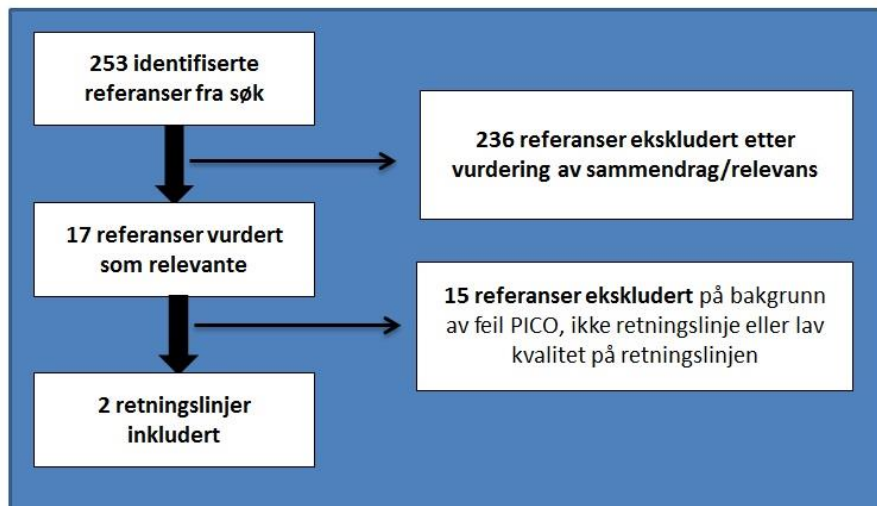 253 identifiserte
referanser fra søk
236 referanser ekskludert etter
vurdering av sammendrag/relevans
17 referanser vurdert
som relevante
15 referanser ekskludert på bakgrunn
av feil PICO, ikke retningslinje eller lav
kvalitet på retningslinjen
2 retningslinjer
inkludert